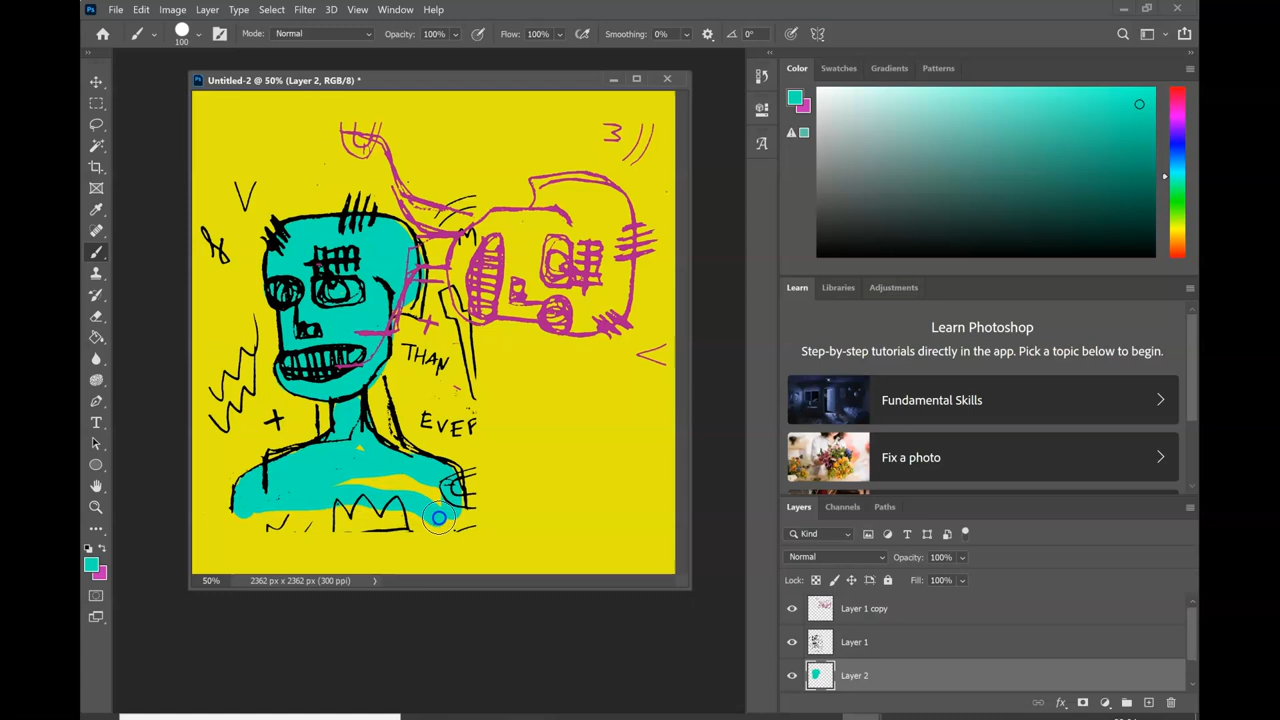 Ps File Edit Image Layer Type Select Filter 3D View Window Help
100 Mode: Normal Opacity: 100% Flow: 100% Smoothing: 0% 0°
Untitled-2 @ 50% (Layer 2, RGB/8) *
3
THAN
EVER
50% 2362 px x 2362 px (300 ppi)
Color Swatches Gradients Patterns
Learn Libraries Adjustments
Learn Photoshop
Step-by-step tutorials directly in the app. Pick a topic below to begin.
Fundamental Skills
Fix a photo
Layers Channels Paths
Kind
Normal Opacity: 100%
Lock: Fill: 100%
Layer 1 copy
Layer 1
Layer 2